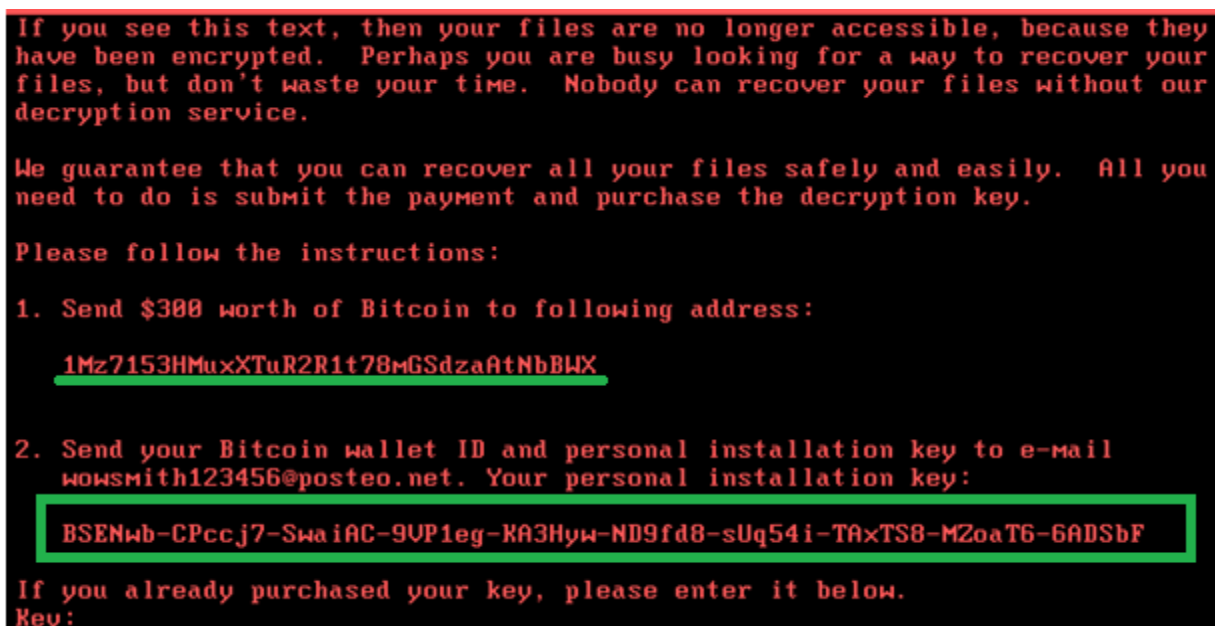 If you see this text, then your files are no longer accessible, because they
have been encrypted.  Perhaps you are busy looking for a way to recover your
files, but don't waste your time.  Nobody can recover your files without our
decryption service.
We guarantee that you can recover all your files safely and easily.  All you
need to do is submit the payment and purchase the decryption key.
Please follow the instructions:
1. Send $300 worth of Bitcoin to following address:
1Mz7153HMuxXTuR2R1t78mGSdzaAtNbBWX
2. Send your Bitcoin wallet ID and personal installation key to e-mail
wowsmith123456@posteo.net. Your personal installation key:
BSENwb-CPccj7-SwaiAC-9VP1eg-KA3Hyw-ND9fd8-sUq54i-TAxTS8-MZoaT6-6ADSbF
If you already purchased your key, please enter it below.
Key: